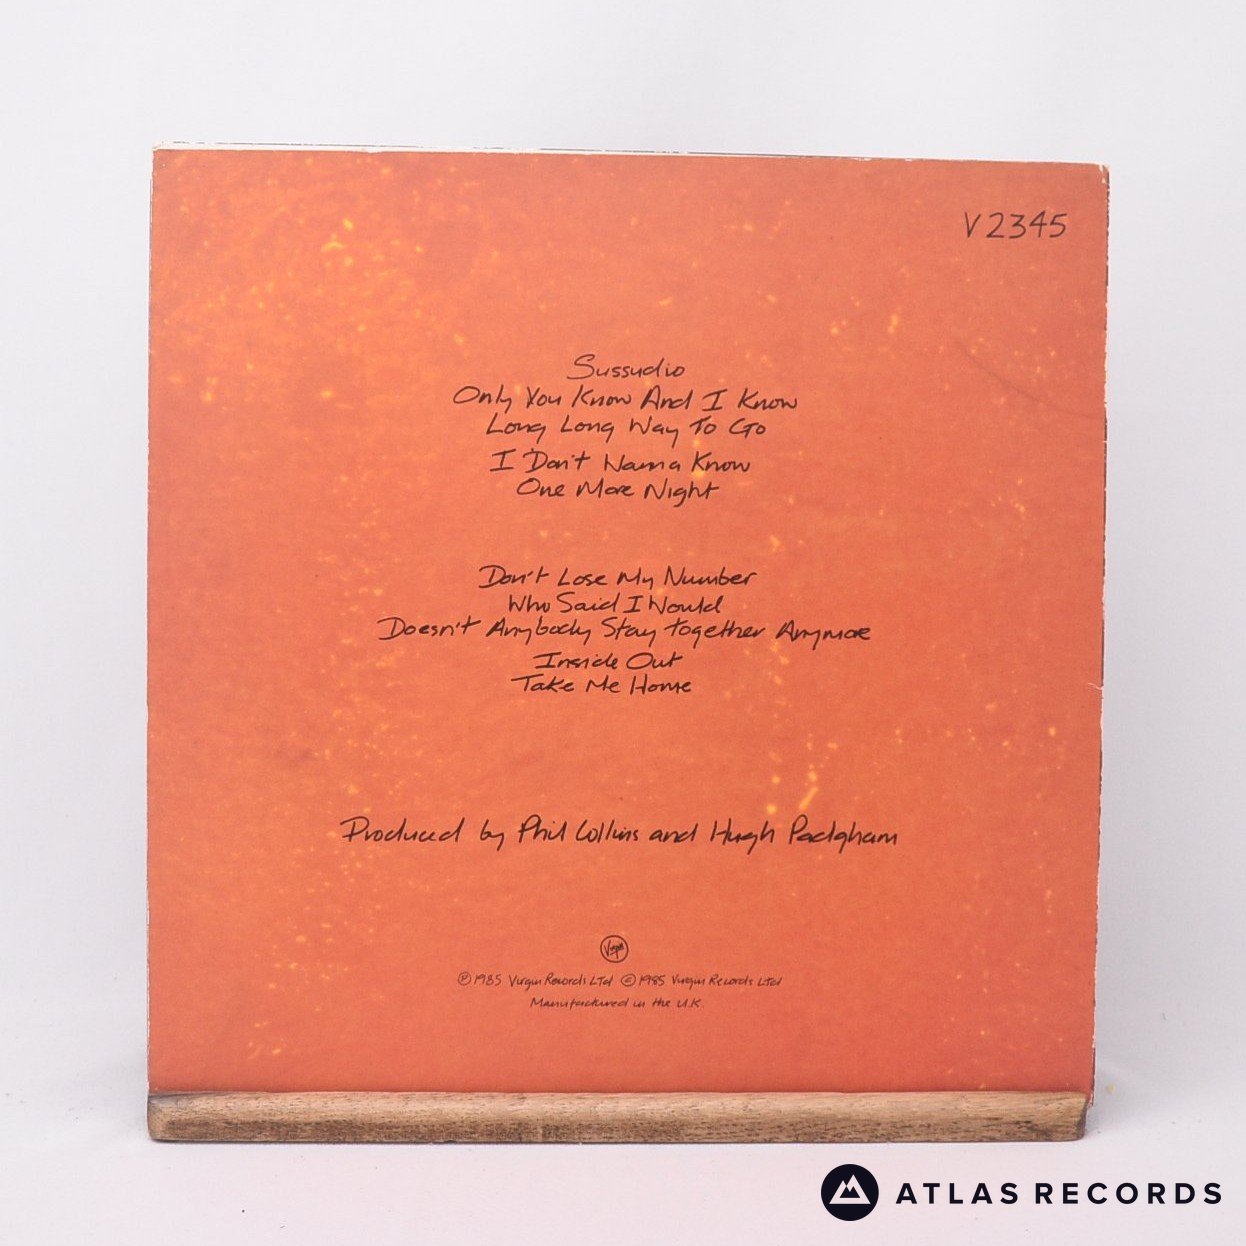 V2345
Sussudio
Only You Know And I Know
Long Long Way To Go
I Don't Wanna Know
One More Night
Don't Lose My Number
Who Said I Would
Doesn't Anybody Stay Together Anymore
Inside Out
Take Me Home
Produced by Phil Collins and Hugh Padgham
Virgin
℗ 1985 Virgin Records Ltd © 1985 Virgin Records Ltd
Manufactured in the U.K.
ATLAS RECORDS